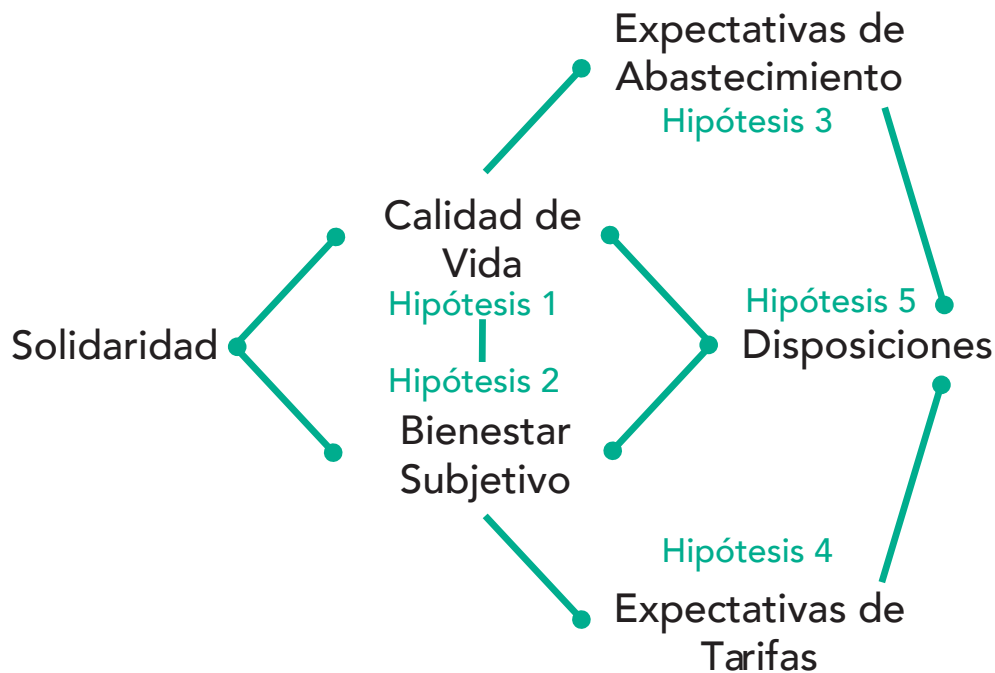 Expectativas de
Abastecimiento
Hipótesis 3
Calidad de
Vida
Hipótesis 1
Hipótesis 5
Solidaridad
Disposiciones
Hipótesis 2
Bienestar
Subjetivo
Hipótesis 4
Expectativas de
Tarifas